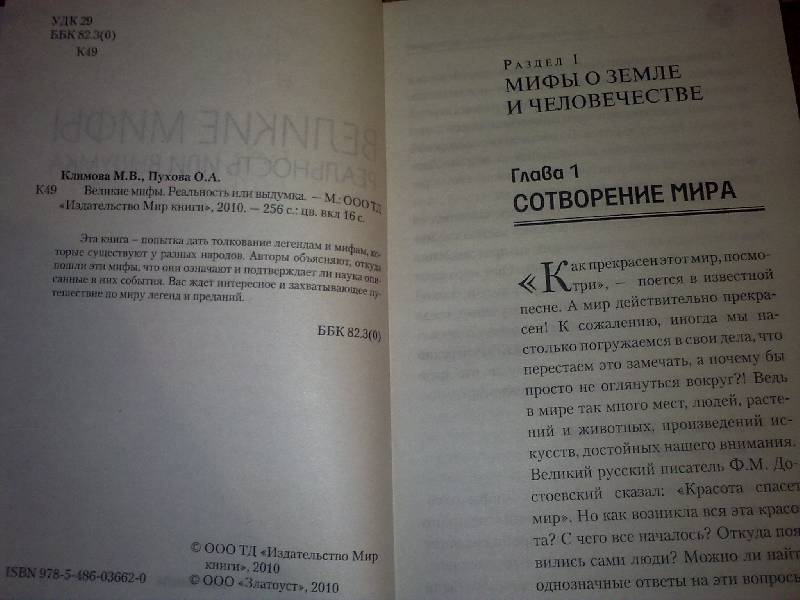 УДК 29
ББК 82.3(0)
К49
Климова М.В., Пухова О.А.
К49 Великие мифы. Реальность или выдумка. — М.: ООО ТД
«Издательство Мир книги», 2010. — 256 с.: цв. вкл 16 с.
Эта книга – попытка дать толкование легендам и мифам, ко-
торые существуют у разных народов. Авторы объясняют, откуда
пошли эти мифы, что они означают и подтверждает ли наука опи-
санные в них события. Вас ждет интересное и захватывающее пу-
тешествие по миру легенд и преданий.
ББК 82.3(0)
© ООО ТД «Издательство Мир
книги», 2010
ISBN 978-5-486-03662-0
© ООО «Златоуст», 2010
Раздел I
МИФЫ О ЗЕМЛЕ
И ЧЕЛОВЕЧЕСТВЕ
Глава 1
СОТВОРЕНИЕ МИРА
«Как прекрасен этот мир, посмо-
три», — поется в известной
песне. А мир действительно прекра-
сен! К сожалению, иногда мы на-
столько погружаемся в свои дела, что
перестаем это замечать, а почему бы
просто не оглянуться вокруг?! Ведь
в мире так много мест, людей, расте-
ний и животных, произведений ис-
кусств, достойных нашего внимания.
Великий русский писатель Ф.М. До-
стоевский сказал: «Красота спасет
мир». Но как возникла вся эта красо
та? С чего все началось? Откуда поя
вились сами люди? Можно ли найт
однозначные ответы на эти вопросы